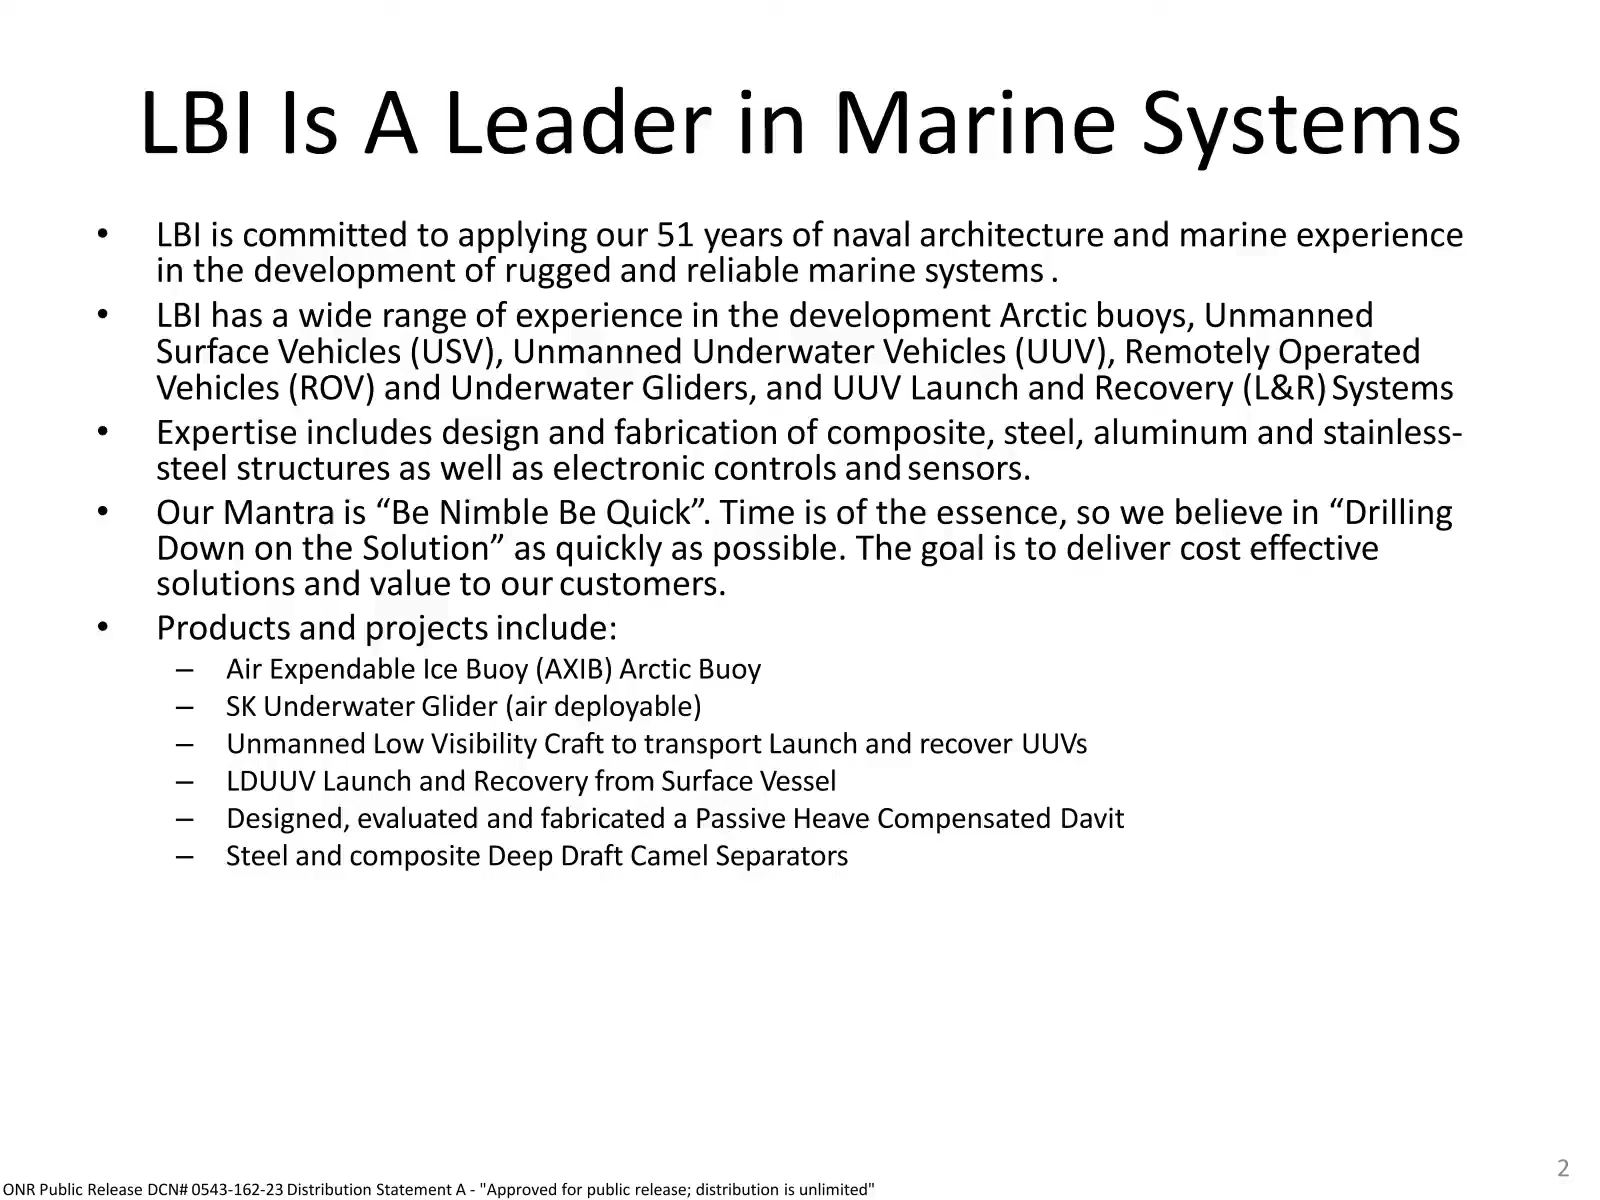 LBI Is A Leader in Marine Systems
• LBI is committed to applying our 51 years of naval architecture and marine experience
in the development of rugged and reliable marine systems .
• LBI has a wide range of experience in the development Arctic buoys, Unmanned
Surface Vehicles (USV), Unmanned Underwater Vehicles (UUV), Remotely Operated
Vehicles (ROV) and Underwater Gliders, and UUV Launch and Recovery (L&R) Systems
• Expertise includes design and fabrication of composite, steel, aluminum and stainless-
steel structures as well as electronic controls and sensors.
• Our Mantra is “Be Nimble Be Quick”. Time is of the essence, so we believe in “Drilling
Down on the Solution” as quickly as possible. The goal is to deliver cost effective
solutions and value to our customers.
• Products and projects include:
– Air Expendable Ice Buoy (AXIB) Arctic Buoy
– SK Underwater Glider (air deployable)
– Unmanned Low Visibility Craft to transport Launch and recover UUVs
– LDUUV Launch and Recovery from Surface Vessel
– Designed, evaluated and fabricated a Passive Heave Compensated Davit
– Steel and composite Deep Draft Camel Separators
2
ONR Public Release DCN# 0543-162-23 Distribution Statement A - "Approved for public release; distribution is unlimited"